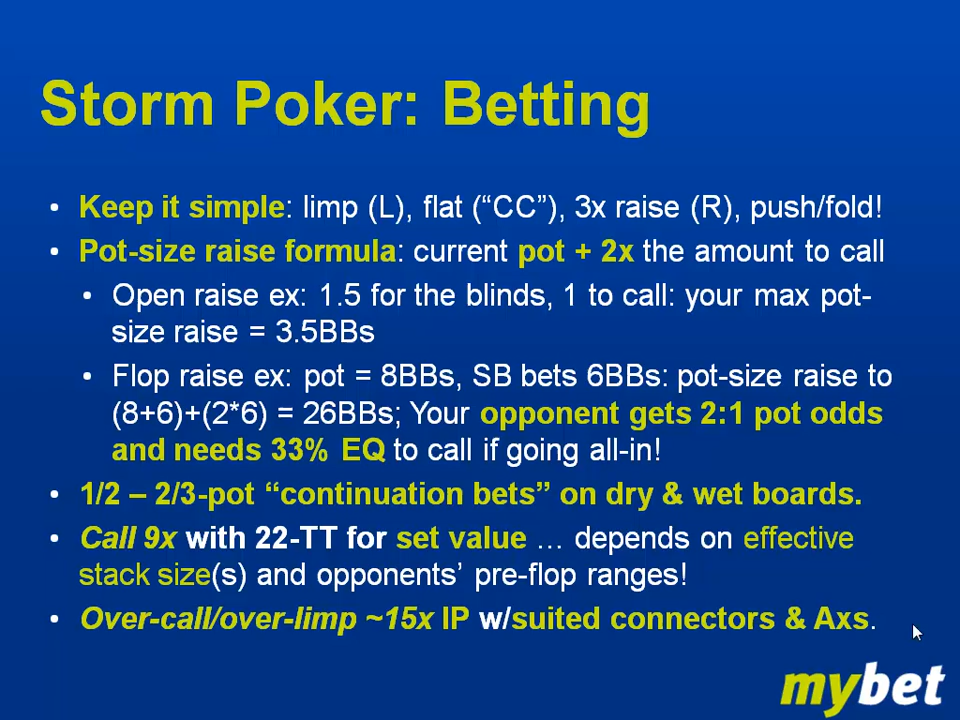 Storm Poker: Betting
• Keep it simple: limp (L), flat (“CC”), 3x raise (R), push/fold!
• Pot-size raise formula: current pot + 2x the amount to call
• Open raise ex: 1.5 for the blinds, 1 to call: your max pot-
size raise = 3.5BBs
• Flop raise ex: pot = 8BBs, SB bets 6BBs: pot-size raise to
(8+6)+(2*6) = 26BBs; Your opponent gets 2:1 pot odds
and needs 33% EQ to call if going all-in!
• 1/2 – 2/3-pot “continuation bets” on dry & wet boards.
• Call 9x with 22-TT for set value … depends on effective
stack size(s) and opponents’ pre-flop ranges!
• Over-call/over-limp ~15x IP w/suited connectors & Axs.
mybet